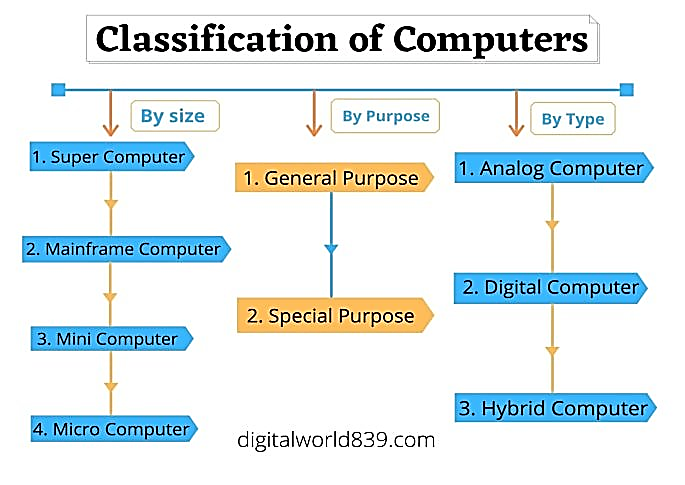 Classification of Computers
By size
1. Super Computer
2. Mainframe Computer
3. Mini Computer
4. Micro Computer
By Purpose
1. General Purpose
2. Special Purpose
By Type
1. Analog Computer
2. Digital Computer
3. Hybrid Computer
digitalworld839.com